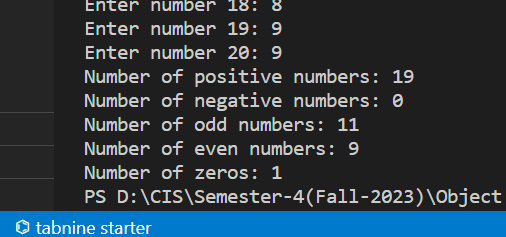 Enter number 18: 8
Enter number 19: 9
Enter number 20: 9
Number of positive numbers: 19
Number of negative numbers: 0
Number of odd numbers: 11
Number of even numbers: 9
Number of zeros: 1
PS D:\CIS\Semester-4(Fall-2023)\Object
tabnine starter